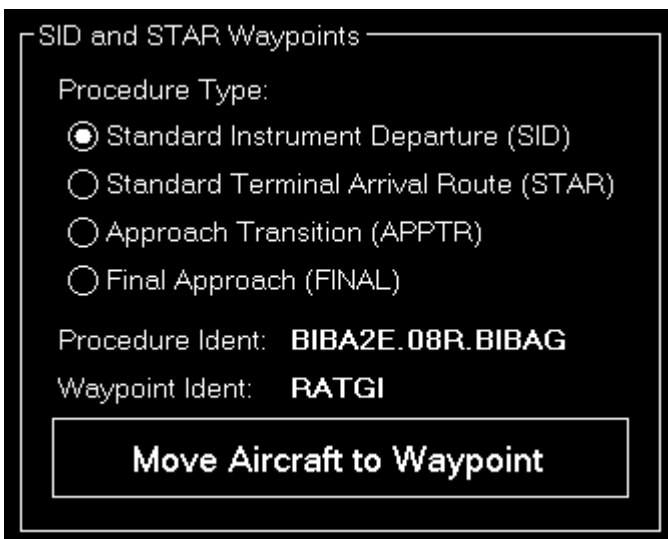 SID and STAR Waypoints
Procedure Type:
Standard Instrument Departure (SID)
Standard Terminal Arrival Route (STAR)
Approach Transition (APPTR)
Final Approach (FINAL)
Procedure Ident: BIBA2E.08R.BIBAG
Waypoint Ident: RATGI
Move Aircraft to Waypoint